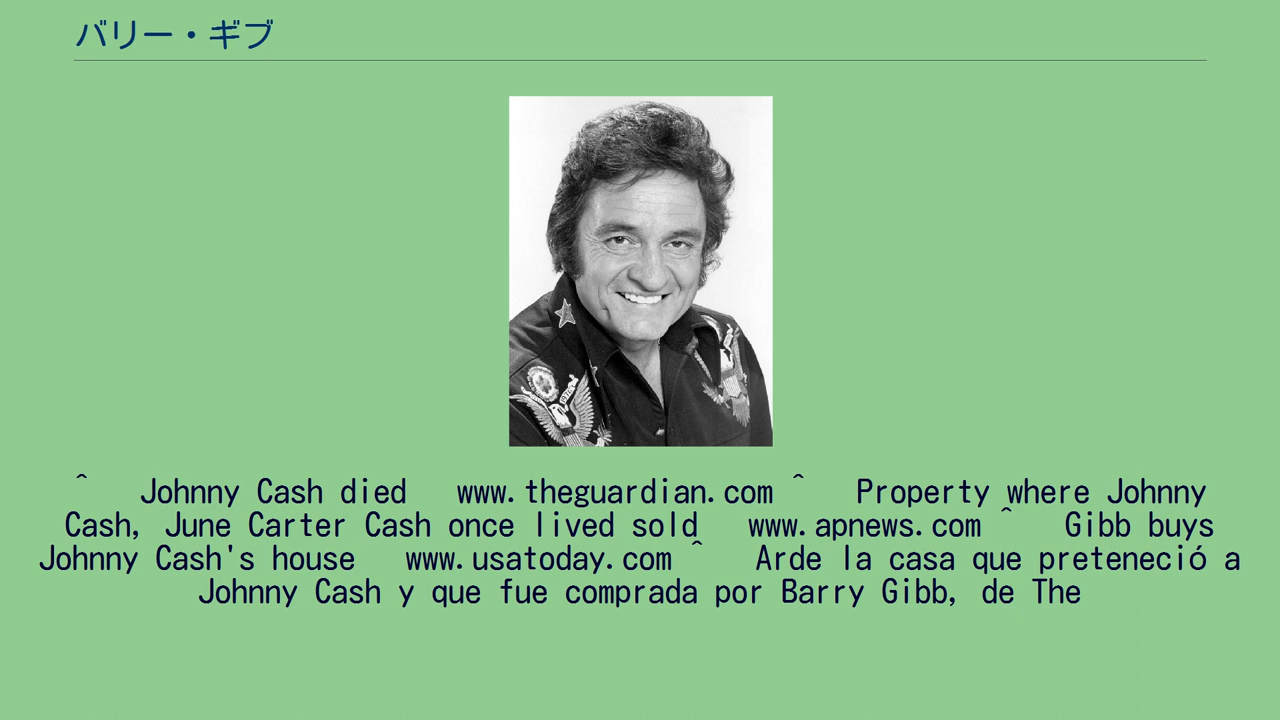 バリー・ギブ
^ Johnny Cash died www.theguardian.com ^ Property where Johnny
Cash, June Carter Cash once lived sold www.apnews.com ^ Gibb buys
Johnny Cash's house www.usatoday.com ^ Arde la casa que preteneció a
Johnny Cash y que fue comprada por Barry Gibb, de The